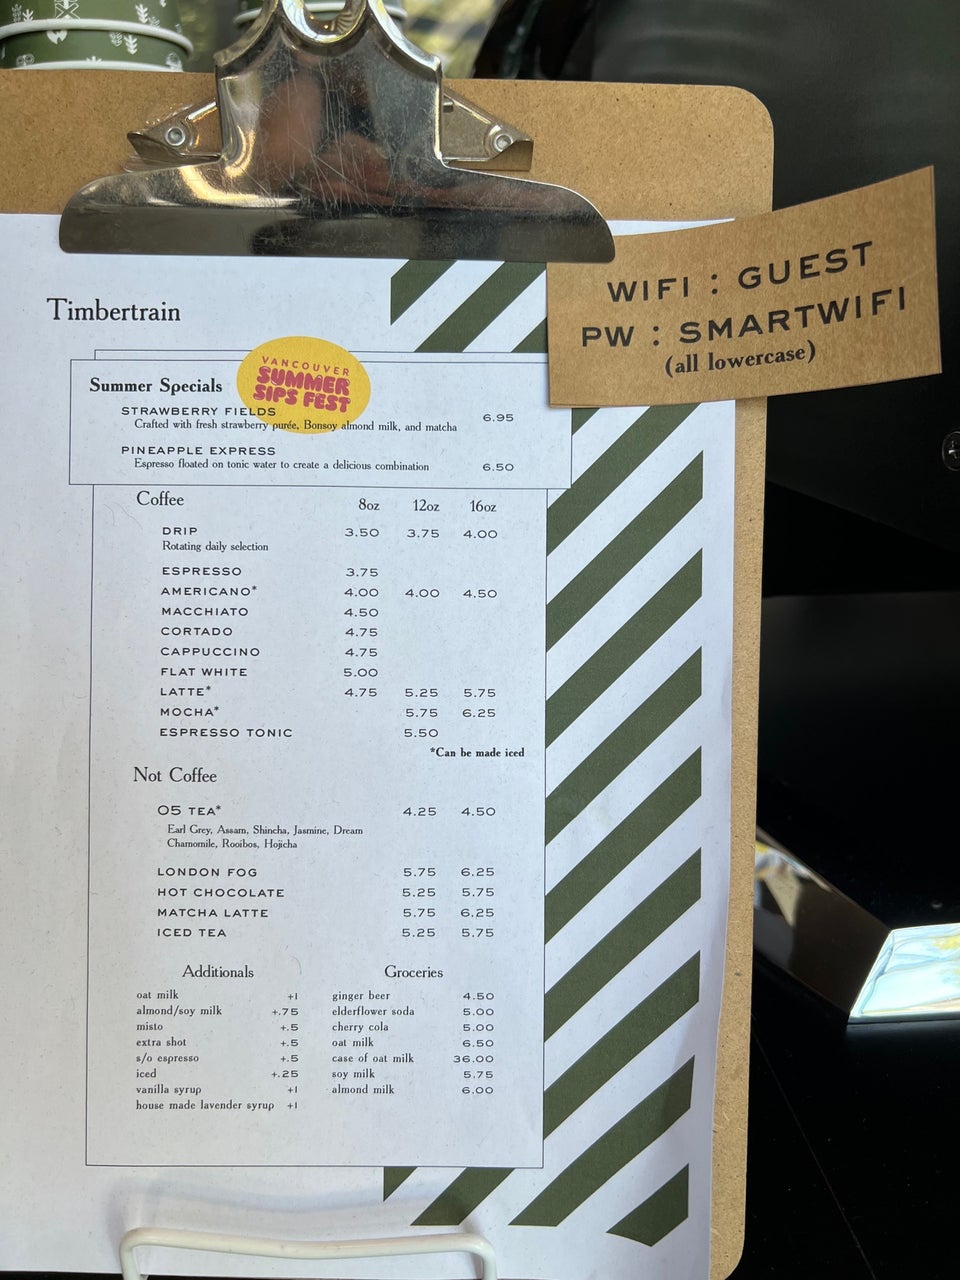 WIFI : GUEST
PW : SMARTWIFI
(all lowercase)
Timbertrain
VANCOUVER
SUMMER
SIPS FEST
Summer Specials
STRAWBERRY FIELDS 6.95
Crafted with fresh strawberry purée, Bonsoy almond milk, and matcha
PINEAPPLE EXPRESS
Espresso floated on tonic water to create a delicious combination 6.50
Coffee 8oz 12oz 16oz
DRIP 3.50 3.75 4.00
Rotating daily selection
ESPRESSO 3.75
AMERICANO* 4.00 4.00 4.50
MACCHIATO 4.50
CORTADO 4.75
CAPPUCCINO 4.75
FLAT WHITE 5.00
LATTE* 4.75 5.25 5.75
MOCHA* 5.75 6.25
ESPRESSO TONIC 5.50
*Can be made iced
Not Coffee
O5 TEA* 4.25 4.50
Earl Grey, Assam, Shincha, Jasmine, Dream
Chamomile, Rooibos, Hojicha
LONDON FOG 5.75 6.25
HOT CHOCOLATE 5.25 5.75
MATCHA LATTE 5.75 6.25
ICED TEA 5.25 5.75
Additionals
oat milk +1
almond/soy milk +.75
misto +.5
extra shot +.5
s/o espresso +.5
iced +.25
vanilla syrup +1
house made lavender syrup +1
Groceries
ginger beer 4.50
elderflower soda 5.00
cherry cola 5.00
oat milk 6.50
case of oat milk 36.00
soy milk 5.75
almond milk 6.00